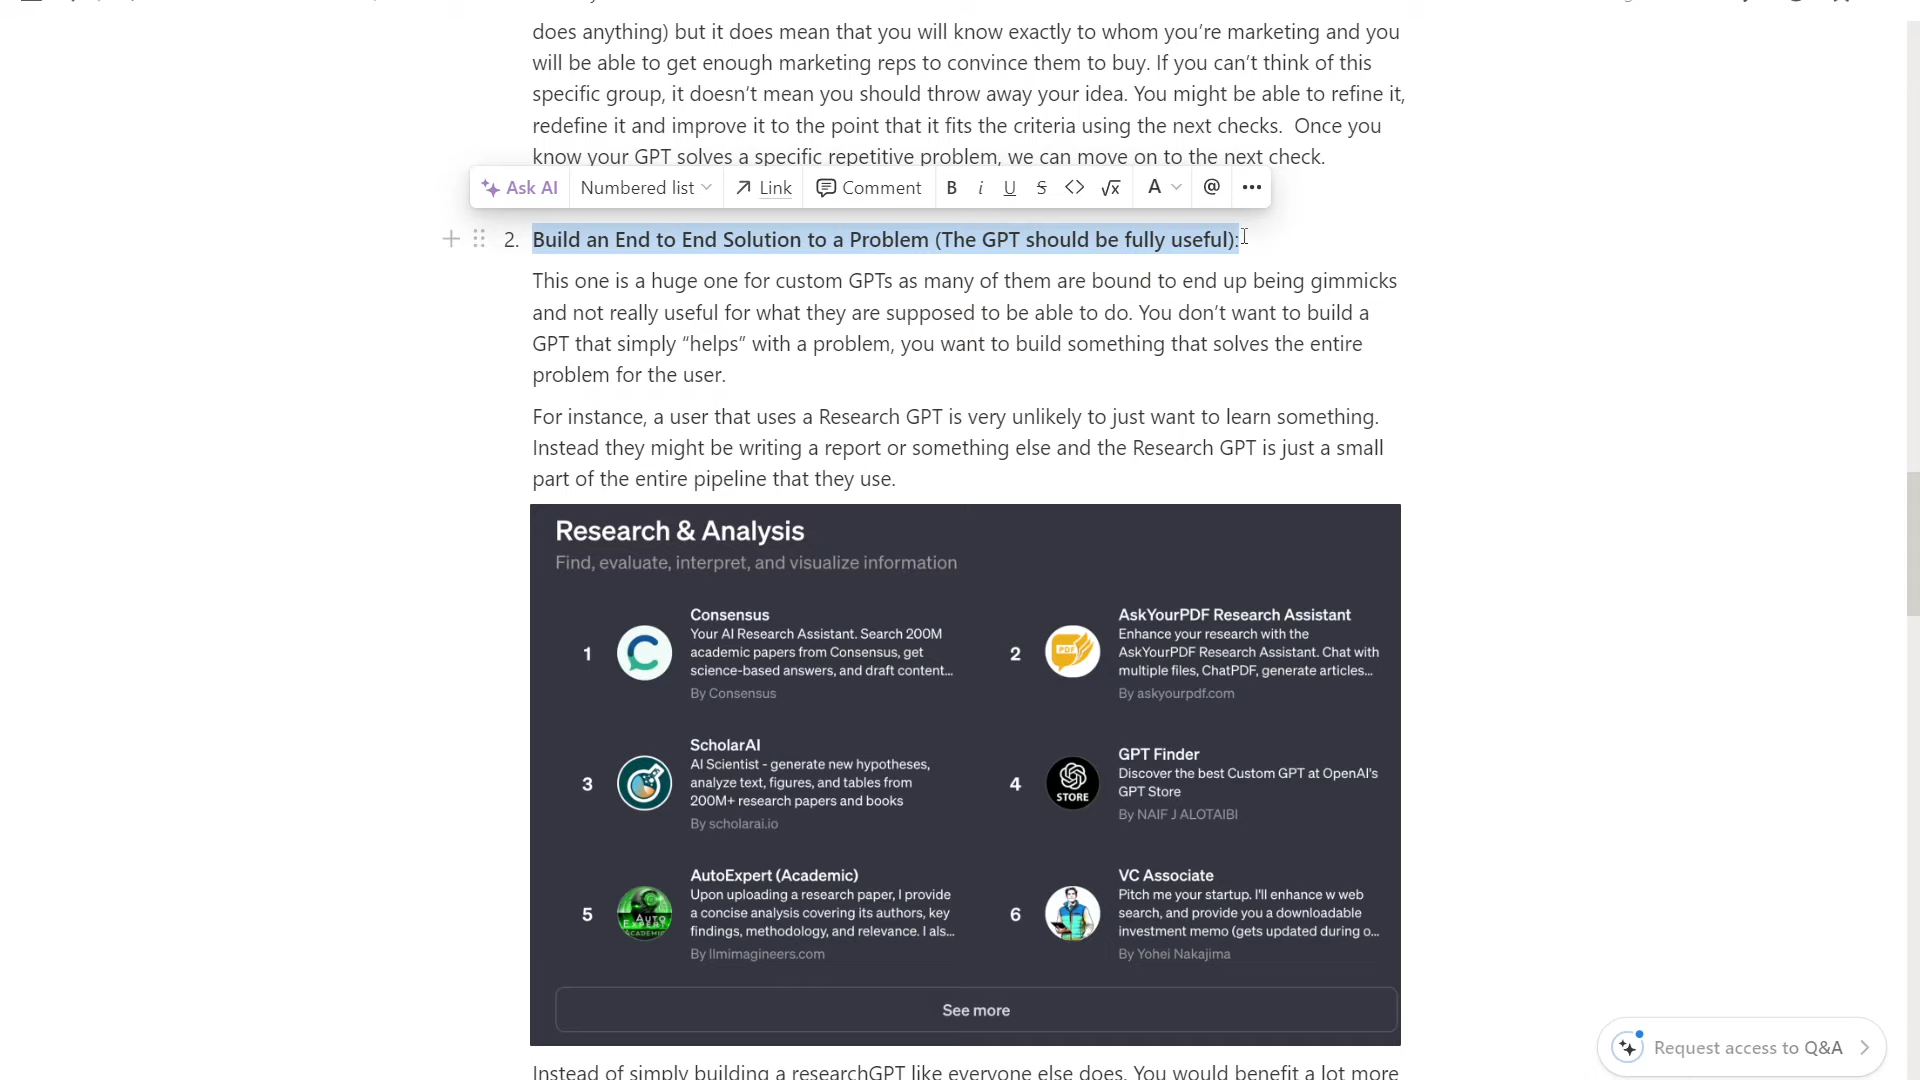 does anything) but it does mean that you will know exactly to whom you’re marketing and you
will be able to get enough marketing reps to convince them to buy. If you can’t think of this
specific group, it doesn’t mean you should throw away your idea. You might be able to refine it,
redefine it and improve it to the point that it fits the criteria using the next checks.  Once you
know your GPT solves a specific repetitive problem, we can move on to the next check.
Ask AI Numbered list Link Comment B i U S <> √x A @ •••
2. Build an End to End Solution to a Problem (The GPT should be fully useful):
This one is a huge one for custom GPTs as many of them are bound to end up being gimmicks
and not really useful for what they are supposed to be able to do. You don’t want to build a
GPT that simply “helps” with a problem, you want to build something that solves the entire
problem for the user.
For instance, a user that uses a Research GPT is very unlikely to just want to learn something.
Instead they might be writing a report or something else and the Research GPT is just a small
part of the entire pipeline that they use.
Research & Analysis
Find, evaluate, interpret, and visualize information
1
Consensus
Your AI Research Assistant. Search 200M
academic papers from Consensus, get
science-based answers, and draft content...
By Consensus
2
PDF
AskYourPDF Research Assistant
Enhance your research with the
AskYourPDF Research Assistant. Chat with
multiple files, ChatPDF, generate articles...
By askyourpdf.com
3
ScholarAI
AI Scientist - generate new hypotheses,
analyze text, figures, and tables from
200M+ research papers and books
By scholarai.io
4
STORE
GPT Finder
Discover the best Custom GPT at OpenAI's
GPT Store
By NAIF J ALOTAIBI
5
AUTO
EXPERT
ACADEMIC
AutoExpert (Academic)
Upon uploading a research paper, I provide
a concise analysis covering its authors, key
findings, methodology, and relevance. I als...
By llmimagineers.com
6
VC Associate
Pitch me your startup. I'll enhance w web
search, and provide you a downloadable
investment memo (gets updated during o...
By Yohei Nakajima
See more
Request access to Q&A
Instead of simply building a researchGPT like everyone else does. You would benefit a lot more